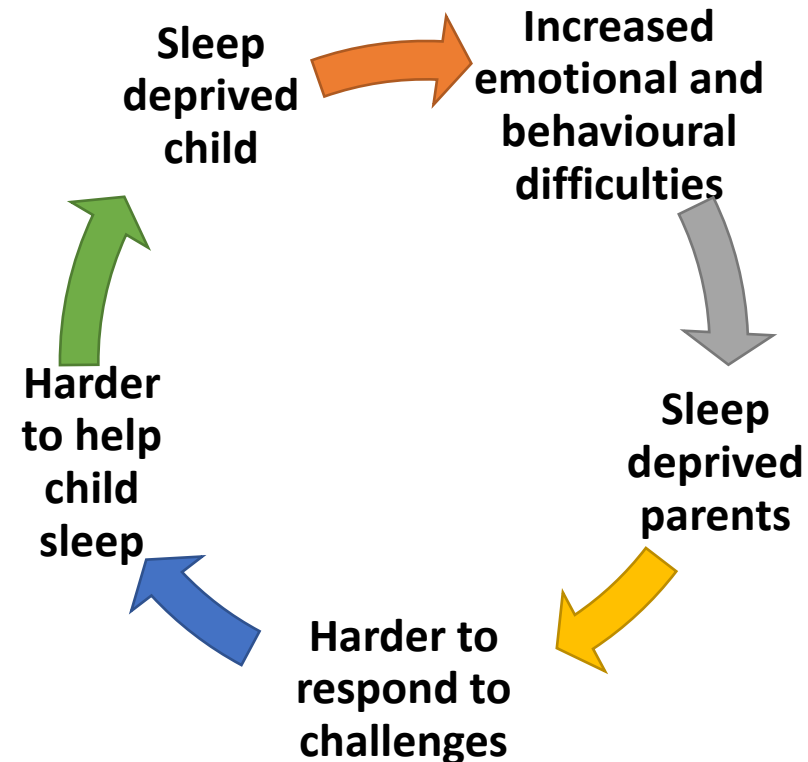 Sleep
deprived
child
Increased
emotional and
behavioural
difficulties
Sleep
deprived
parents
Harder to
respond to
challenges
Harder
to help
child
sleep